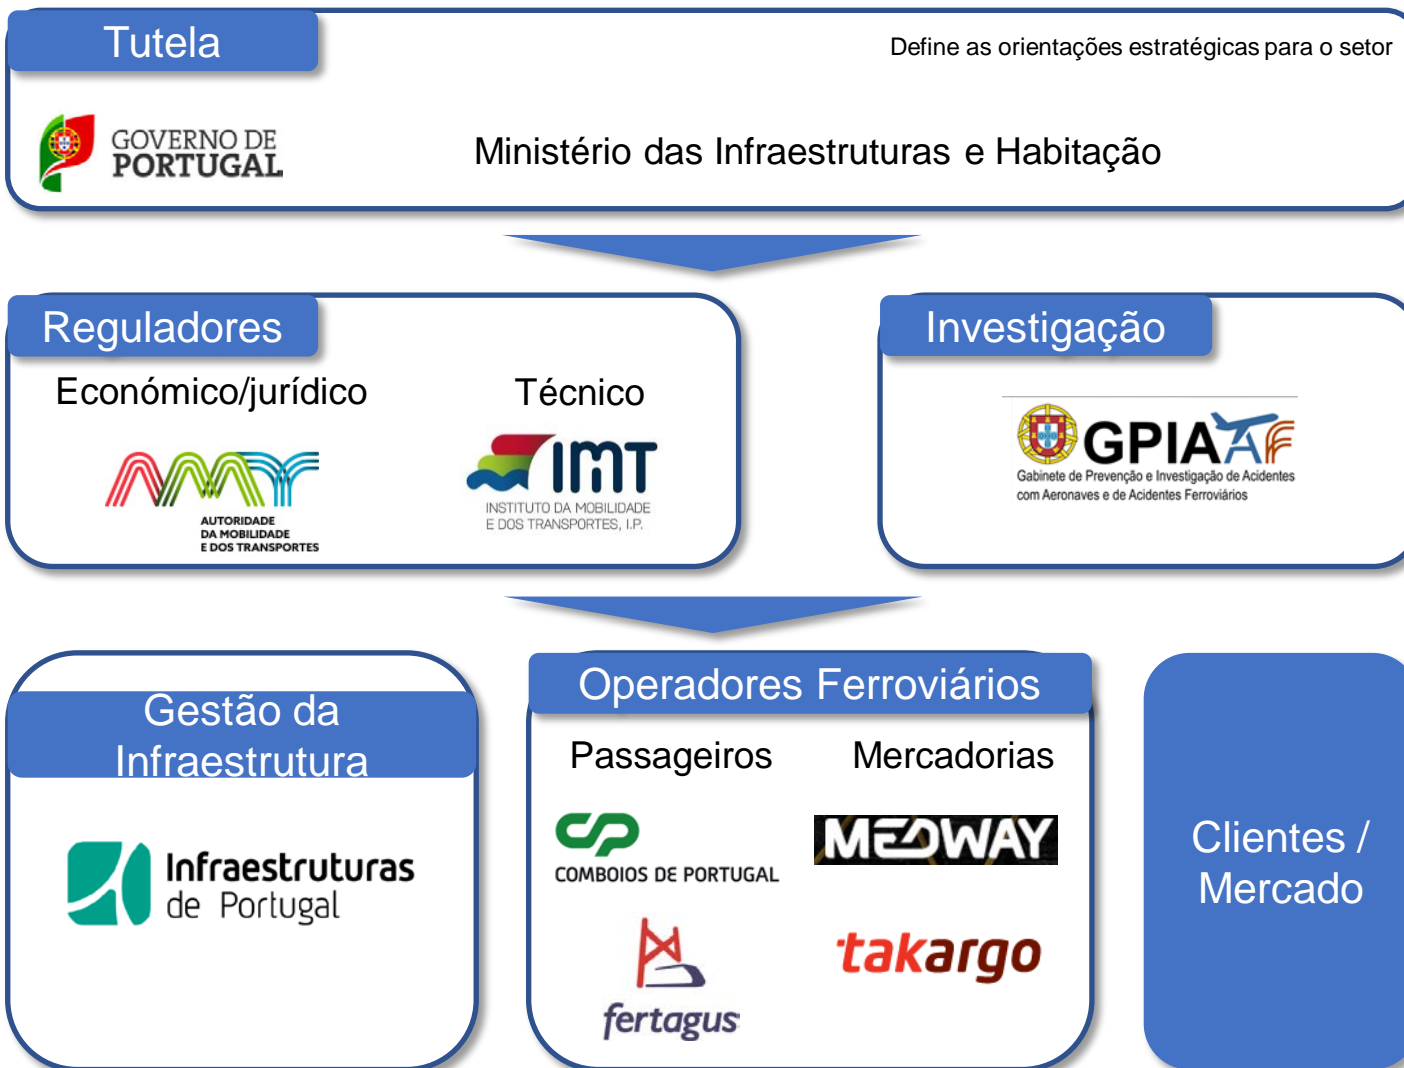 Tutela
Define as orientações estratégicas para o setor
GOVERNO DE
PORTUGAL
Ministério das Infraestruturas e Habitação
Reguladores
Económico/jurídico
Técnico
AMT
AUTORIDADE
DA MOBILIDADE
E DOS TRANSPORTES
IMT
INSTITUTO DA MOBILIDADE
E DOS TRANSPORTES, I.P.
Investigação
GPIAAF
Gabinete de Prevenção e Investigação de Acidentes
com Aeronaves e de Acidentes Ferroviários
Gestão da
Infraestrutura
Infraestruturas
de Portugal
Operadores Ferroviários
Passageiros
Mercadorias
CP
COMBOIOS DE PORTUGAL
MEDWAY
fertagus
takargo
Clientes /
Mercado